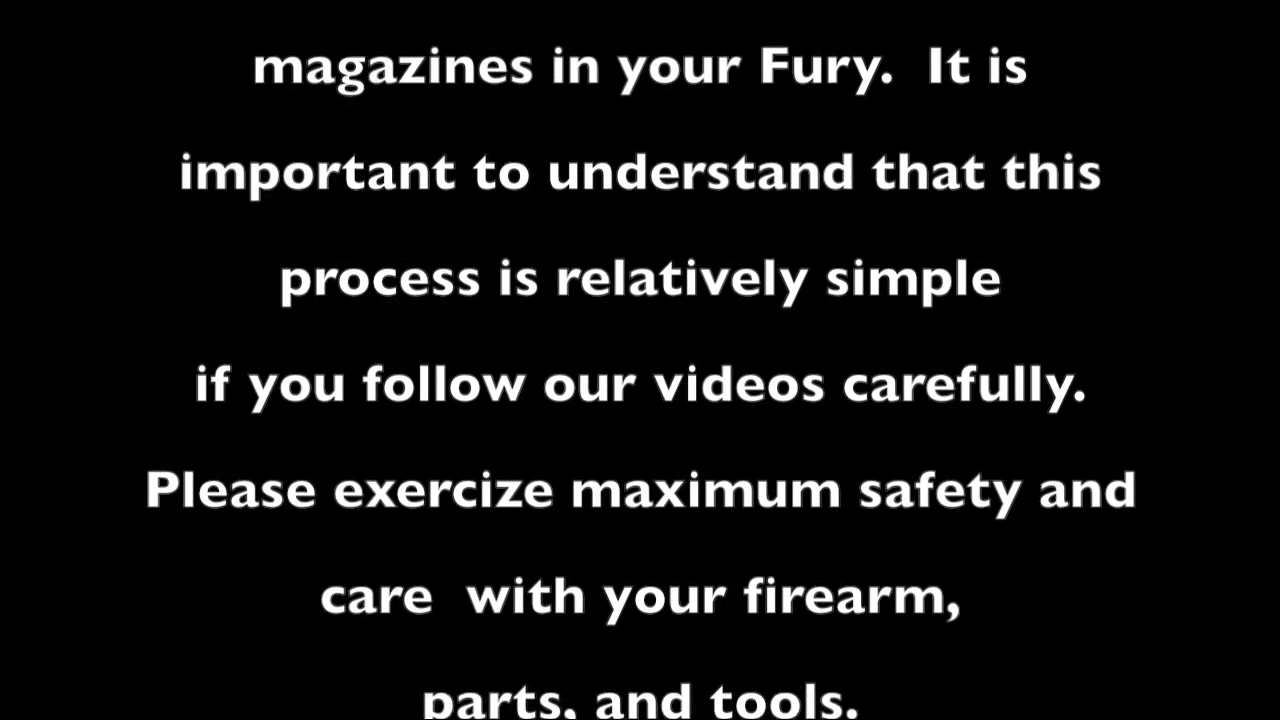 magazines in your Fury.  It is
important to understand that this
process is relatively simple
if you follow our videos carefully.
Please exercize maximum safety and
care  with your firearm,
parts, and tools.